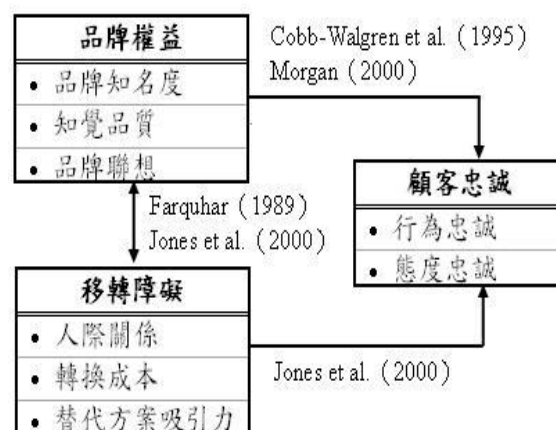 品牌權益
• 品牌知名度
• 知覺品質
• 品牌聯想
Cobb-Walgren et al. (1995)
Morgan (2000)
顧客忠誠
• 行為忠誠
• 態度忠誠
Farquhar (1989)
Jones et al. (2000)
移轉障礙
• 人際關係
• 轉換成本
• 替代方案吸引力
Jones et al. (2000)